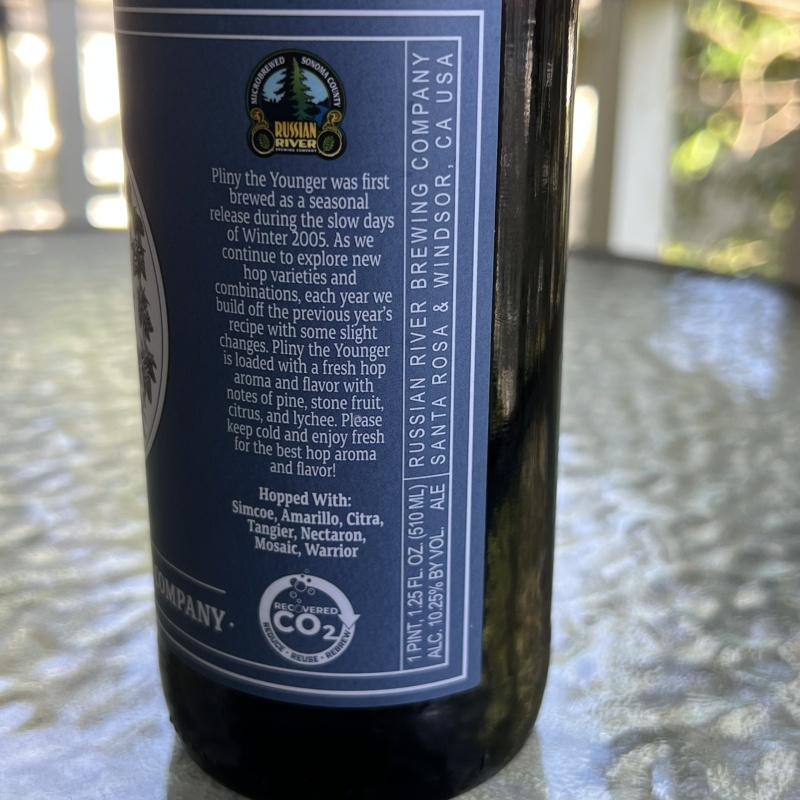 MICROBREWED SONOMA COUNTY
RUSSIAN
RIVER
BREWING COMPANY
Pliny the Younger was first
brewed as a seasonal
release during the slow days
of Winter 2005. As we
continue to explore new
hop varieties and
combinations, each year we
build off the previous year's
recipe with some slight
changes. Pliny the Younger
is loaded with a fresh hop
aroma and flavor with
notes of pine, stone fruit,
citrus, and lychee. Please
keep cold and enjoy fresh
for the best hop aroma
and flavor!
Hopped With:
Simcoe, Amarillo, Citra,
Tangier, Nectaron,
Mosaic, Warrior
RECOVERED
CO2
REDUCE • REUSE • REBREW
COMPANY •
1 PINT, 1.25 FL. OZ. (510 ML) RUSSIAN RIVER BREWING COMPANY
ALC. 10.25% BY VOL. ALE SANTA ROSA & WINDSOR, CA USA